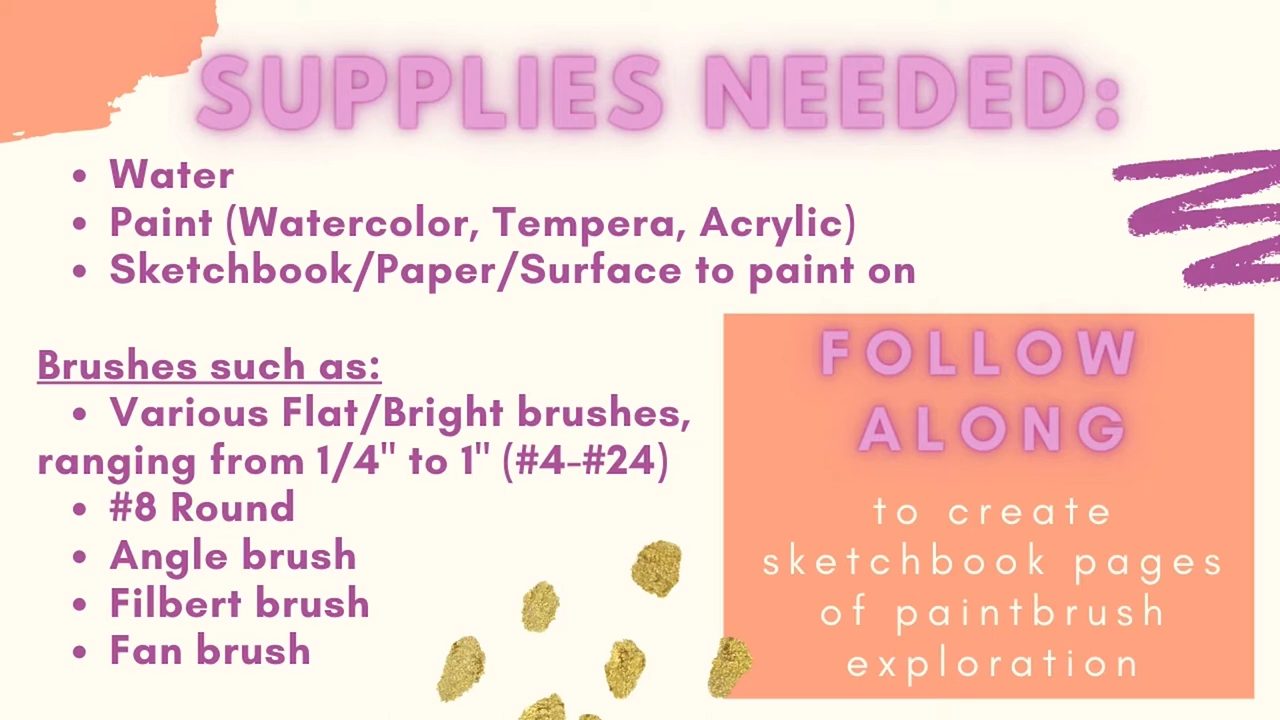 SUPPLIES NEEDED:
• Water
• Paint (Watercolor, Tempera, Acrylic)
• Sketchbook/Paper/Surface to paint on
Brushes such as:
• Various Flat/Bright brushes,
ranging from 1/4" to 1" (#4-#24)
• #8 Round
• Angle brush
• Filbert brush
• Fan brush
FOLLOW
ALONG
to create
sketchbook pages
of paintbrush
exploration